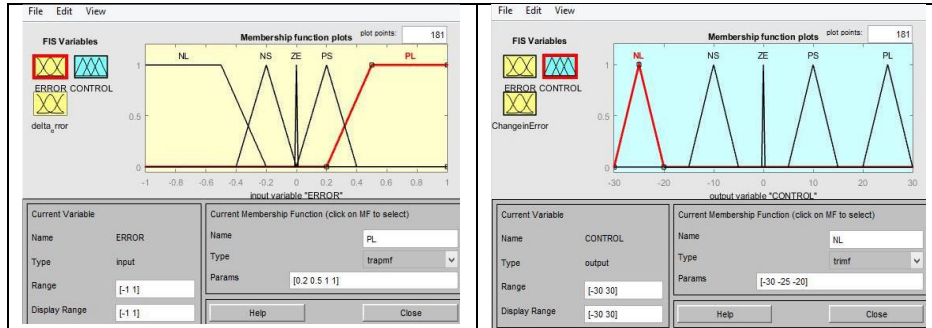 File Edit View
FIS Variables
Membership function plots
plot points:
181
NL NS ZE PS PL
ERROR CONTROL
delta_error
1
0.5
0
-1 -0.8 -0.6 -0.4 -0.2 0 0.2 0.4 0.6 0.8 1
input variable "ERROR"
Current Variable
Name ERROR
Type input
Range [-1 1]
Display Range [-1 1]
Current Membership Function (click on MF to select)
Name PL
Type trapmf
Params [0.2 0.5 1 1]
Help Close
File Edit View
FIS Variables
Membership function plots
plot points:
181
NL NS ZE PS PL
ERROR CONTROL
ChangeinError
1
0.5
0
-30 -20 -10 0 10 20 30
output variable "CONTROL"
Current Variable
Name CONTROL
Type output
Range [-30 30]
Display Range [-30 30]
Current Membership Function (click on MF to select)
Name NL
Type trimf
Params [-30 -25 -20]
Help Close